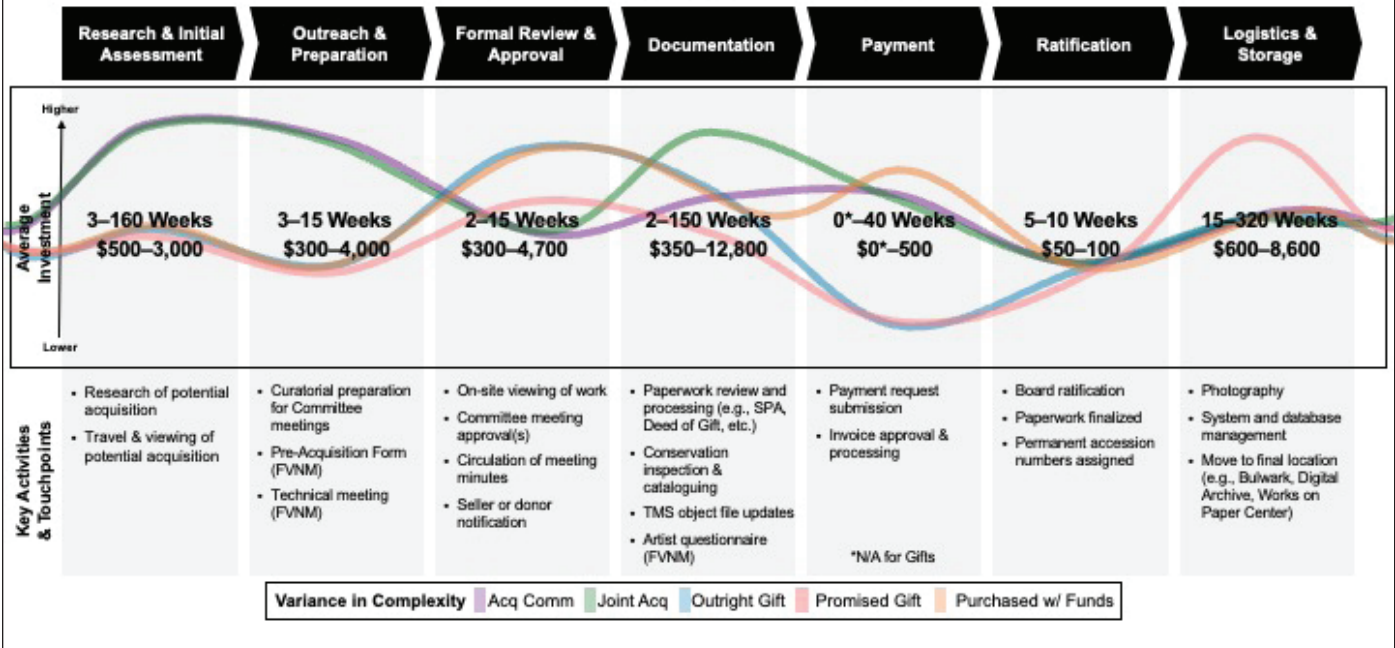 Research & Initial
Assessment
Outreach &
Preparation
Formal Review &
Approval
Documentation
Payment
Ratification
Logistics &
Storage
Higher
Average
Investment
Lower
3–160 Weeks
$500–3,000
3–15 Weeks
$300–4,000
2–15 Weeks
$300–4,700
2–150 Weeks
$350–12,800
0*–40 Weeks
$0*–500
5–10 Weeks
$50–100
15–320 Weeks
$600–8,600
Key Activities
& Touchpoints
• Research of potential
acquisition
• Travel & viewing of
potential acquisition
• Curatorial preparation
for Committee
meetings
• Pre-Acquisition Form
(FVNM)
• Technical meeting
(FVNM)
• On-site viewing of work
• Committee meeting
approval(s)
• Circulation of meeting
minutes
• Seller or donor
notification
• Paperwork review and
processing (e.g., SPA,
Deed of Gift, etc.)
• Conservation
inspection &
cataloguing
• TMS object file updates
• Artist questionnaire
(FVNM)
• Payment request
submission
• Invoice approval &
processing
*N/A for Gifts
• Board ratification
• Paperwork finalized
• Permanent accession
numbers assigned
• Photography
• System and database
management
• Move to final location
(e.g., Bulwark, Digital
Archive, Works on
Paper Center)
Variance in Complexity Acq Comm Joint Acq Outright Gift Promised Gift Purchased w/ Funds